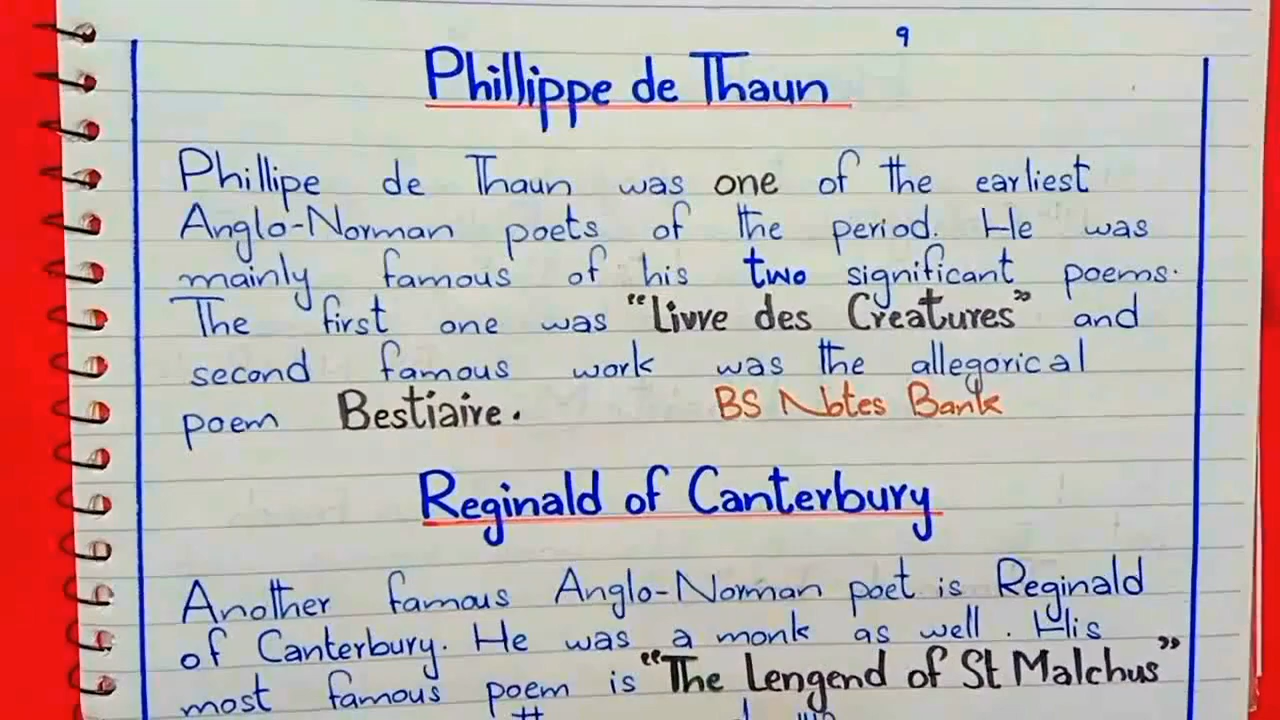 9
Phillippe de Thaun
Phillipe de Thaun was one of the earliest
Anglo-Norman poets of the period. He was
mainly famous of his two significant poems.
The first one was "Livre des Creatures" and
second famous work was the allegorical
poem Bestiaire.
BS Notes Bank
Reginald of Canterbury
Another famous Anglo-Norman poet is Reginald
of Canterbury. He was a monk as well. His
most famous poem is "The Lengend of St Malchus"